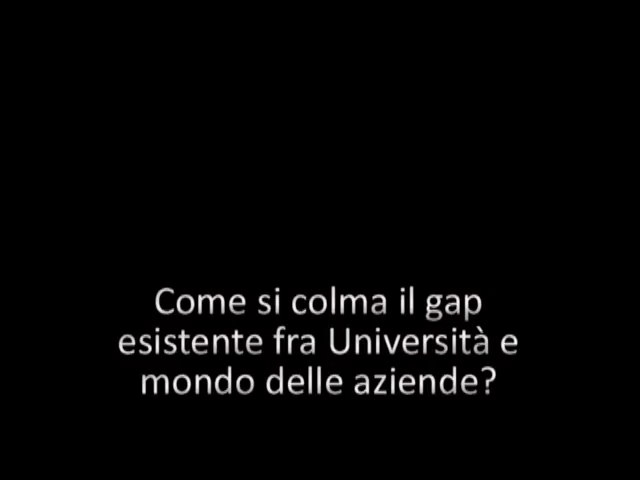 Come si colma il gap
esistente fra Università e
mondo delle aziende?